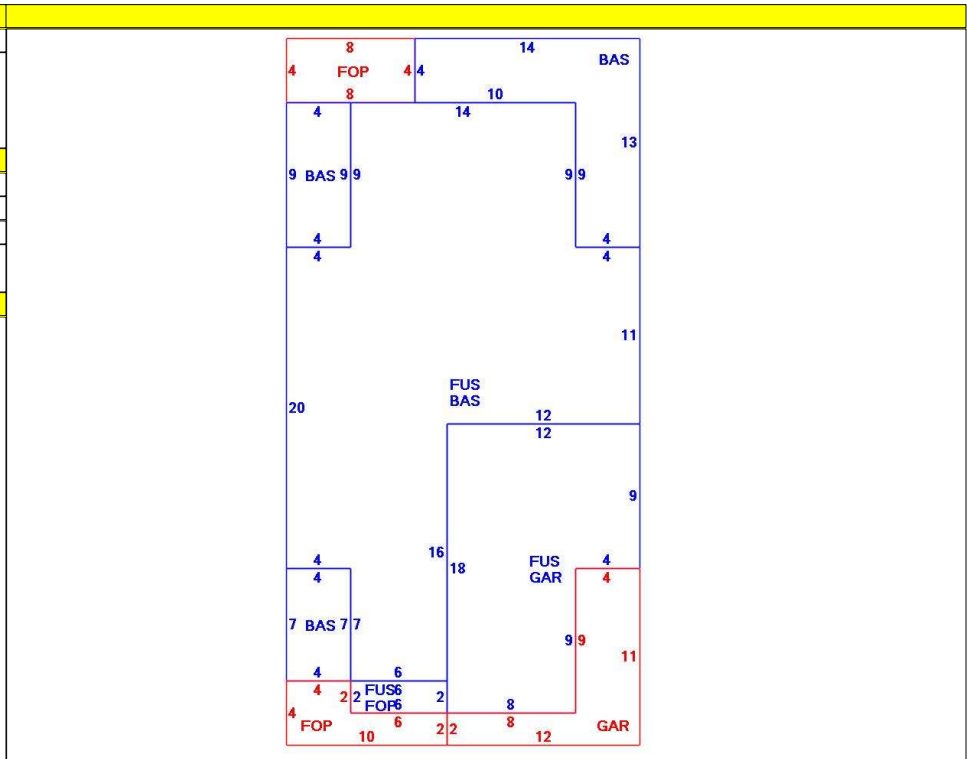 8 14
BAS
4 FOP 4 4
8 10
4 14
13
9 BAS 9 9 9 9
4 4
4 4
11
FUS
BAS
20
12
12
9
16
FUS 4
18
GAR 4
4
4
7 BAS 7 7
9 9
11
4 6
4
2 2 FUS 6 2 8
FOP 6
4 FOP 6 2 2 8 GAR
10 12